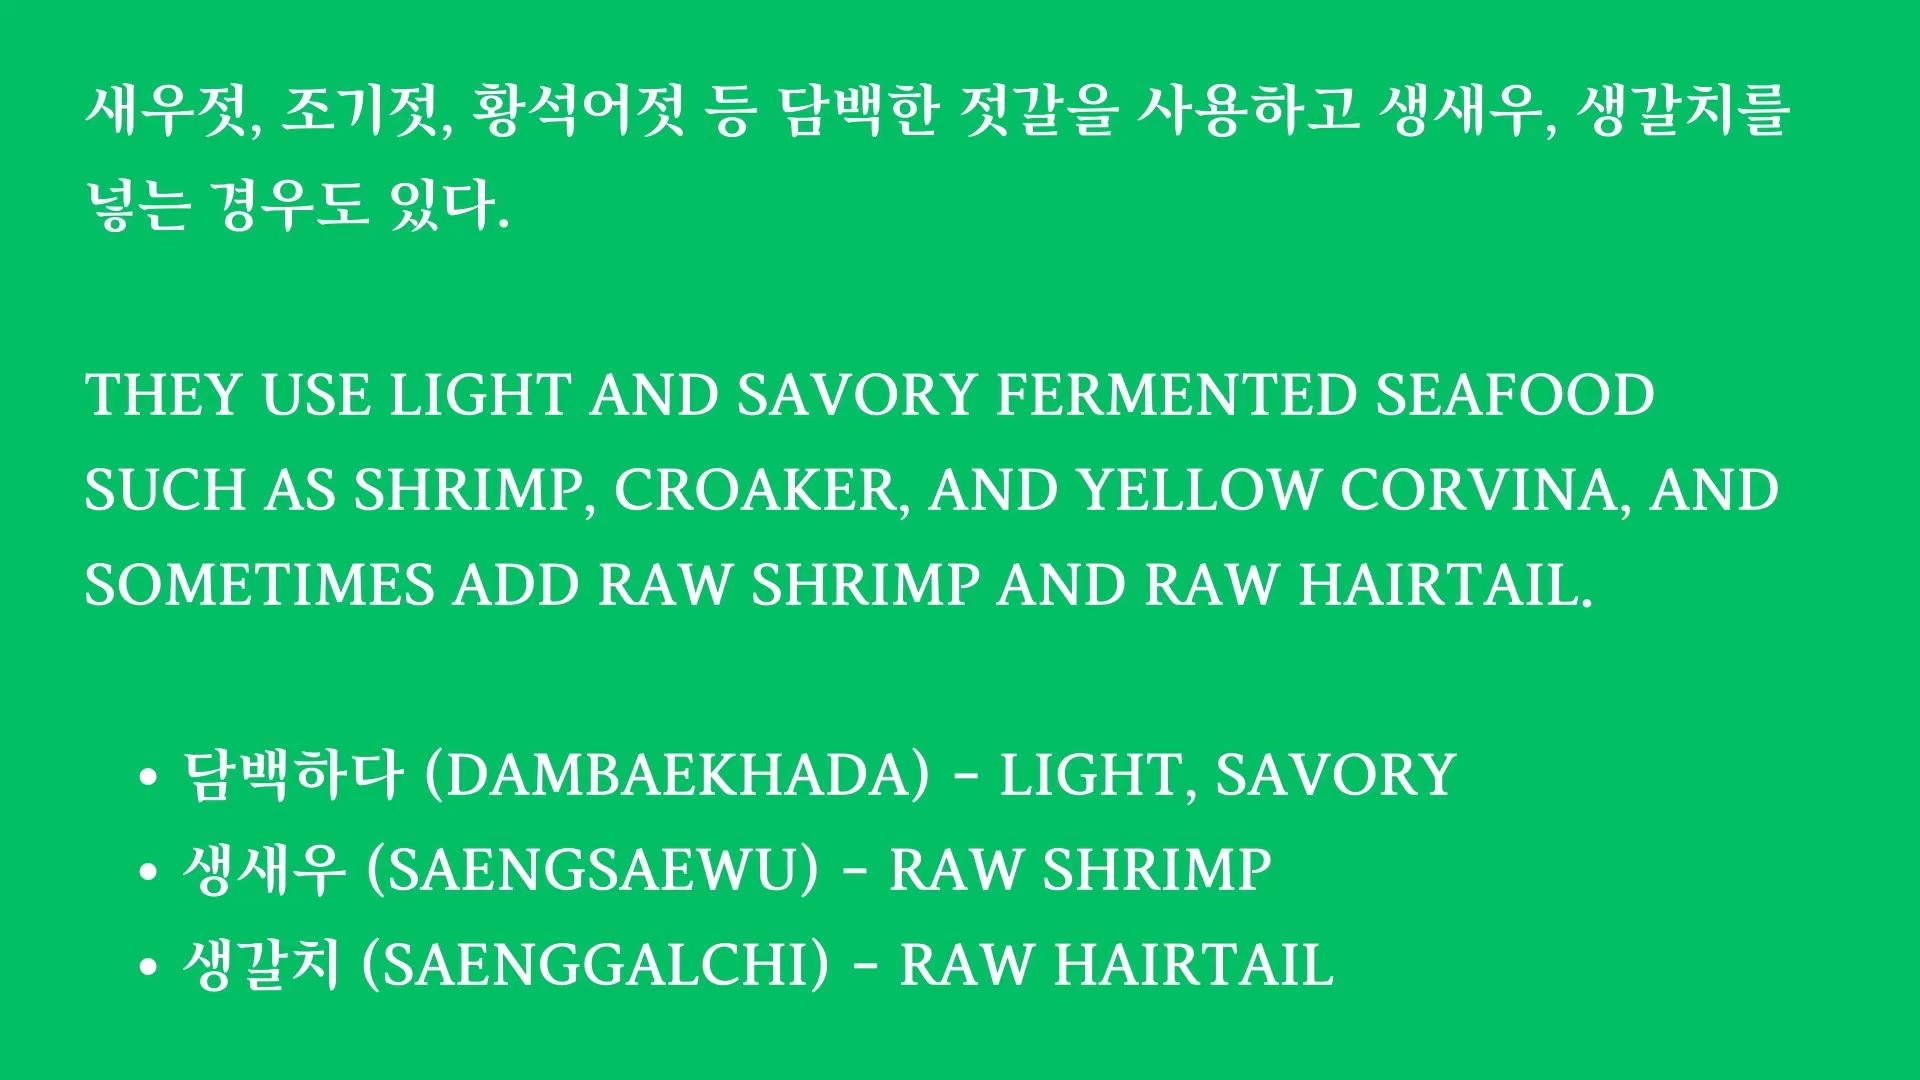 새우젓, 조기젓, 황석어젓 등 담백한 젓갈을 사용하고 생새우, 생갈치를
넣는 경우도 있다.
THEY USE LIGHT AND SAVORY FERMENTED SEAFOOD
SUCH AS SHRIMP, CROAKER, AND YELLOW CORVINA, AND
SOMETIMES ADD RAW SHRIMP AND RAW HAIRTAIL.
• 담백하다 (DAMBAEKHADA) - LIGHT, SAVORY
• 생새우 (SAENGSAEWU) - RAW SHRIMP
• 생갈치 (SAENGGALCHI) - RAW HAIRTAIL